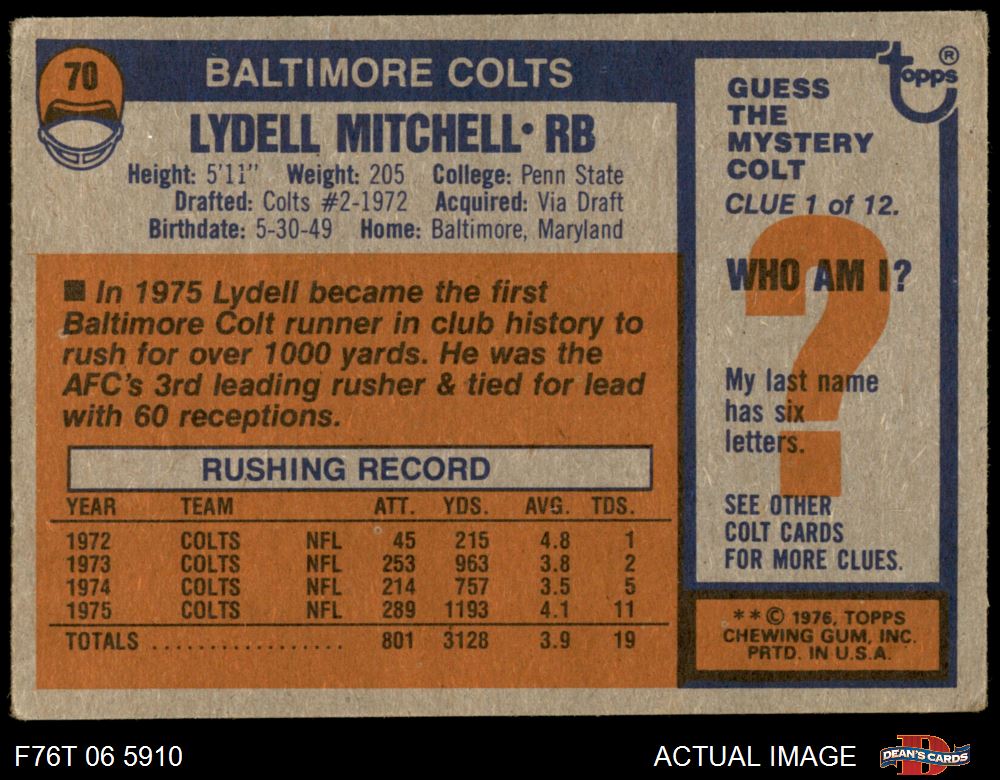 70
BALTIMORE COLTS
LYDELL MITCHELL • RB
Height: 5'11" Weight: 205 College: Penn State
Drafted: Colts #2-1972 Acquired: Via Draft
Birthdate: 5-30-49 Home: Baltimore, Maryland
■ In 1975 Lydell became the first
Baltimore Colt runner in club history to
rush for over 1000 yards. He was the
AFC's 3rd leading rusher & tied for lead
with 60 receptions.
RUSHING RECORD
YEAR TEAM ATT. YDS. AVG. TDS.
1972 COLTS NFL 45 215 4.8 1
1973 COLTS NFL 253 963 3.8 2
1974 COLTS NFL 214 757 3.5 5
1975 COLTS NFL 289 1193 4.1 11
TOTALS ................. 801 3128 3.9 19
topps®
GUESS
THE
MYSTERY
COLT
CLUE 1 of 12.
?
WHO AM I?
My last name
has six
letters.
SEE OTHER
COLT CARDS
FOR MORE CLUES.
**© 1976, TOPPS
CHEWING GUM, INC.
PRTD. IN U.S.A.
F76T 06 5910
ACTUAL IMAGE
D
DEAN'S CARDS